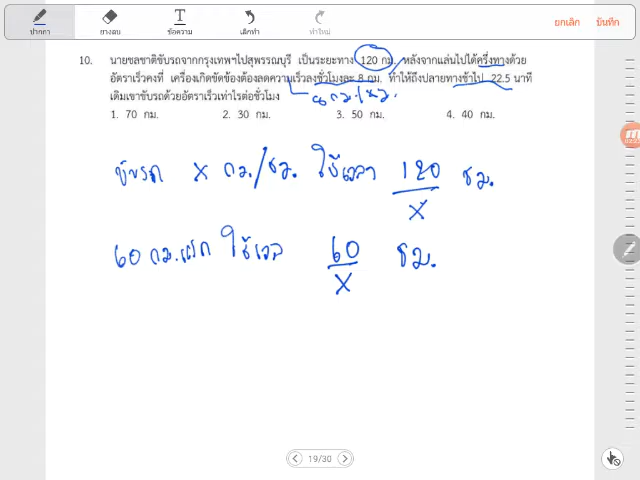 ยกเลิก บันทึก
ปากกา ยางลบ ข้อความ เลิกทำ ทำใหม่
10. นายชลชาติขับรถจากกรุงเทพฯไปสุพรรณบุรี เป็นระยะทาง 120 กม. หลังจากแล่นไปได้ครึ่งทางด้วย
อัตราเร็วคงที่ เครื่องเกิดขัดข้องต้องลดความเร็วลงชั่วโมงละ 8 กม. ทำให้ถึงปลายทางช้าไป 22.5 นาที
เดิมเขาขับรถด้วยอัตราเร็วเท่าไรต่อชั่วโมง
8 กม./ชม.
1. 70 กม. 2. 30 กม. 3. 50 กม. 4. 40 กม.
ขับรถ x กม./ชม. ใช้เวลา 120/x ชม.
60 กม.แรก ใช้เวลา 60/x ชม.
19/30